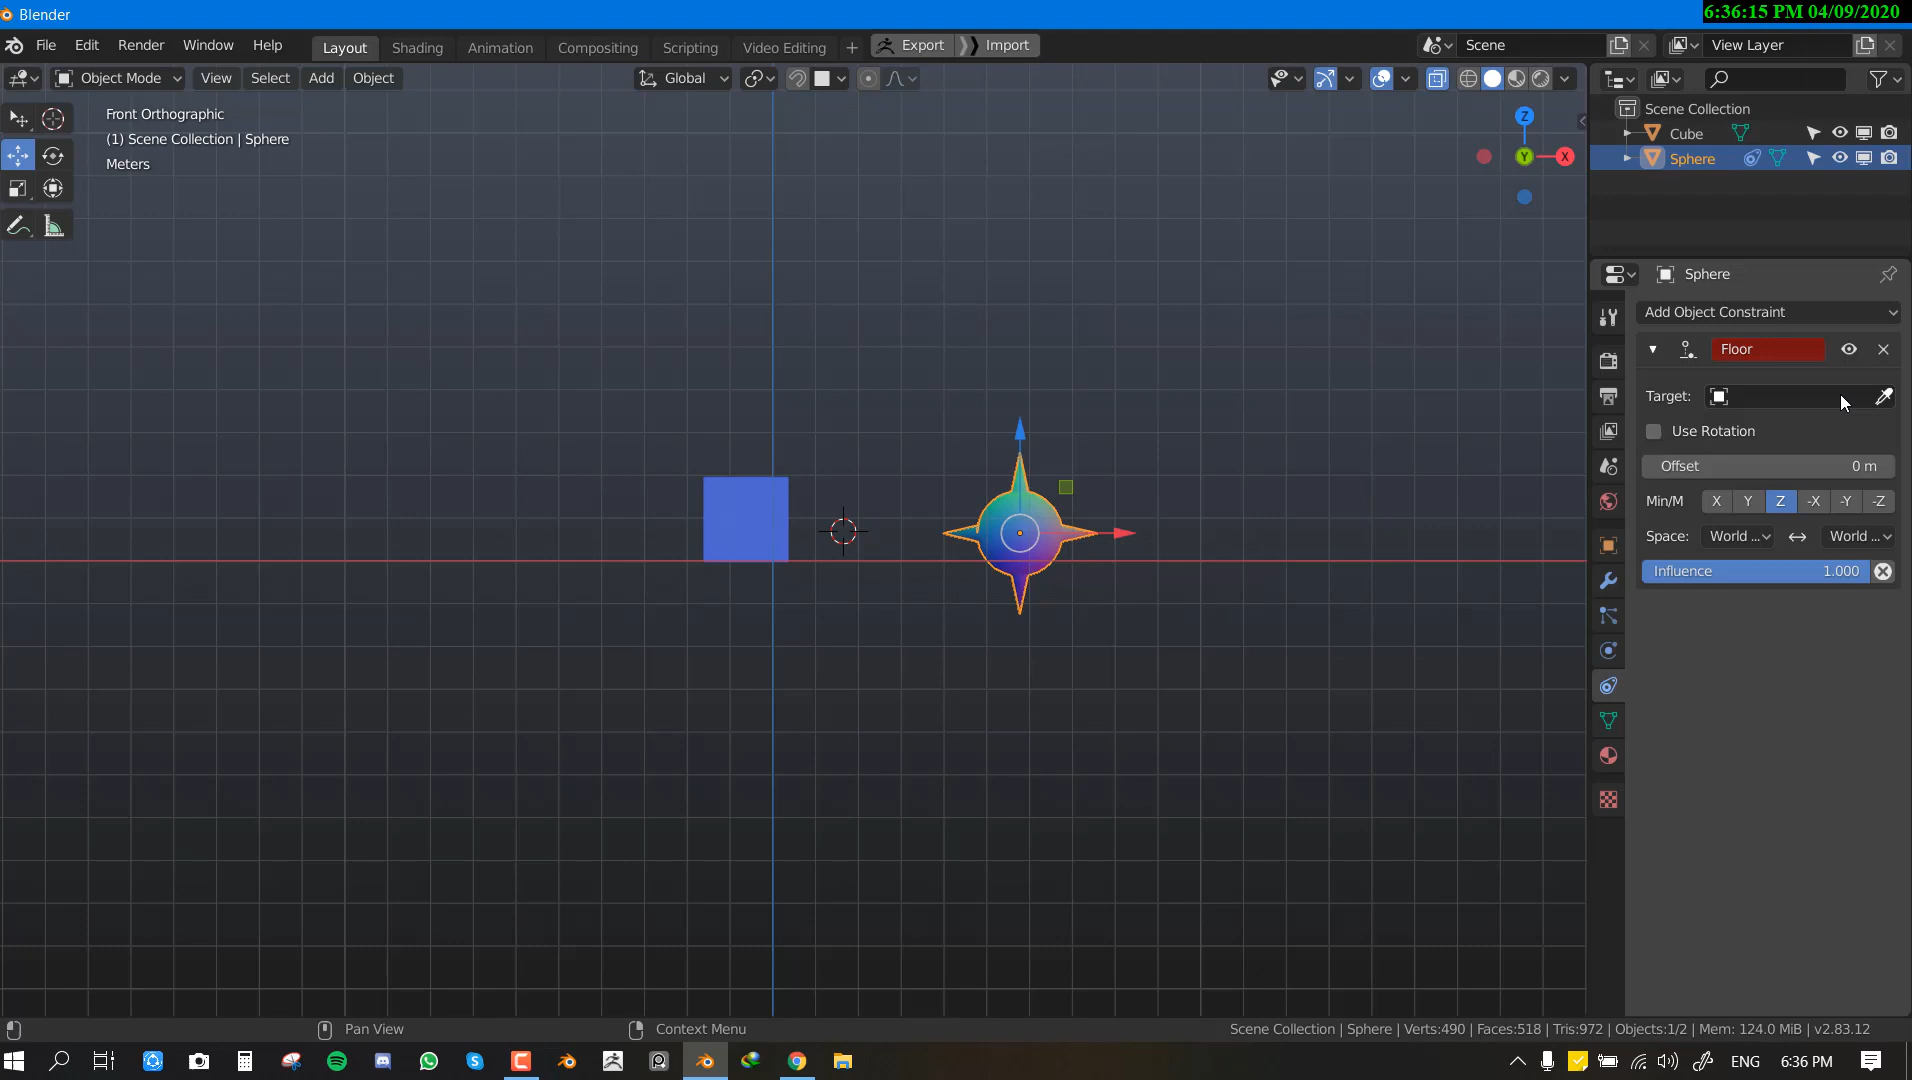 Blender
6:36:15 PM 04/09/2020
File Edit Render Window Help Layout Shading Animation Compositing Scripting Video Editing + Export Import Scene View Layer
Object Mode View Select Add Object Global
Front Orthographic
(1) Scene Collection | Sphere
Meters
Z
Y
X
Scene Collection
Cube
Sphere
Sphere
Add Object Constraint
Floor
Target:
Use Rotation
Offset 0 m
Min/M X Y Z -X -Y -Z
Space: World ... World ...
Influence 1.000
Pan View Context Menu Scene Collection | Sphere | Verts:490 | Faces:518 | Tris:972 | Objects:1/2 | Mem: 124.0 MiB | v2.83.12
ENG 6:36 PM